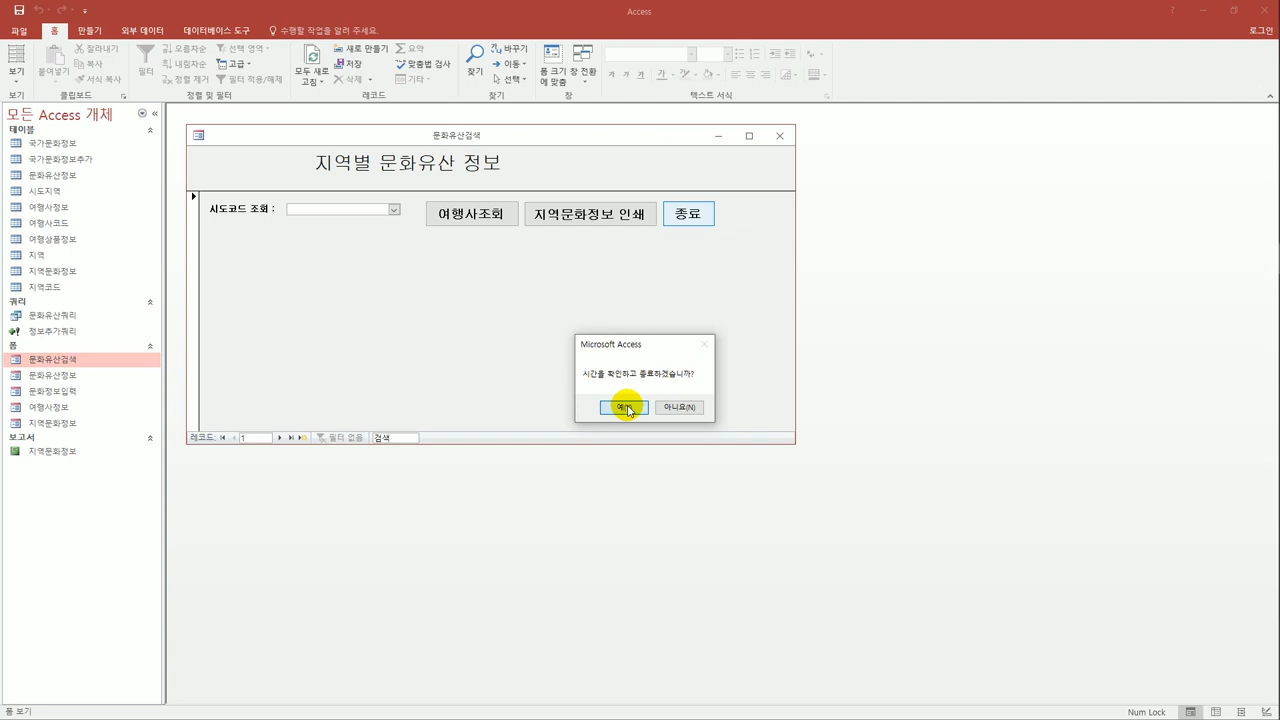 Access
로그인
파일
홈
만들기
외부 데이터
데이터베이스 도구
수행할 작업을 알려 주세요.
보기
붙여넣기
잘라내기
복사
서식 복사
필터
오름차순
내림차순
정렬 제거
선택 영역
고급
필터 적용/해제
모두 새로 고침
새로 만들기
저장
삭제
요약
맞춤법 검사
기타
찾기
바꾸기
이동
선택
폼 크기에 맞춤
창 전환
가 가 가
보기
클립보드
정렬 및 필터
레코드
찾기
창
텍스트 서식
모든 Access 개체
테이블
국가문화정보
국가문화정보추가
문화유산정보
시도지역
여행사정보
여행사코드
여행상품정보
지역
지역문화정보
지역코드
쿼리
문화유산쿼리
정보추가쿼리
폼
문화유산검색
문화유산정보
문화정보입력
여행사정보
지역문화정보
보고서
지역문화정보
문화유산검색
지역별 문화유산 정보
시도코드 조회 :
여행사조회
지역문화정보 인쇄
종료
Microsoft Access
시간을 확인하고 종료하겠습니까?
예(Y)
아니요(N)
레코드: 1
필터 없음
검색
폼 보기
Num Lock